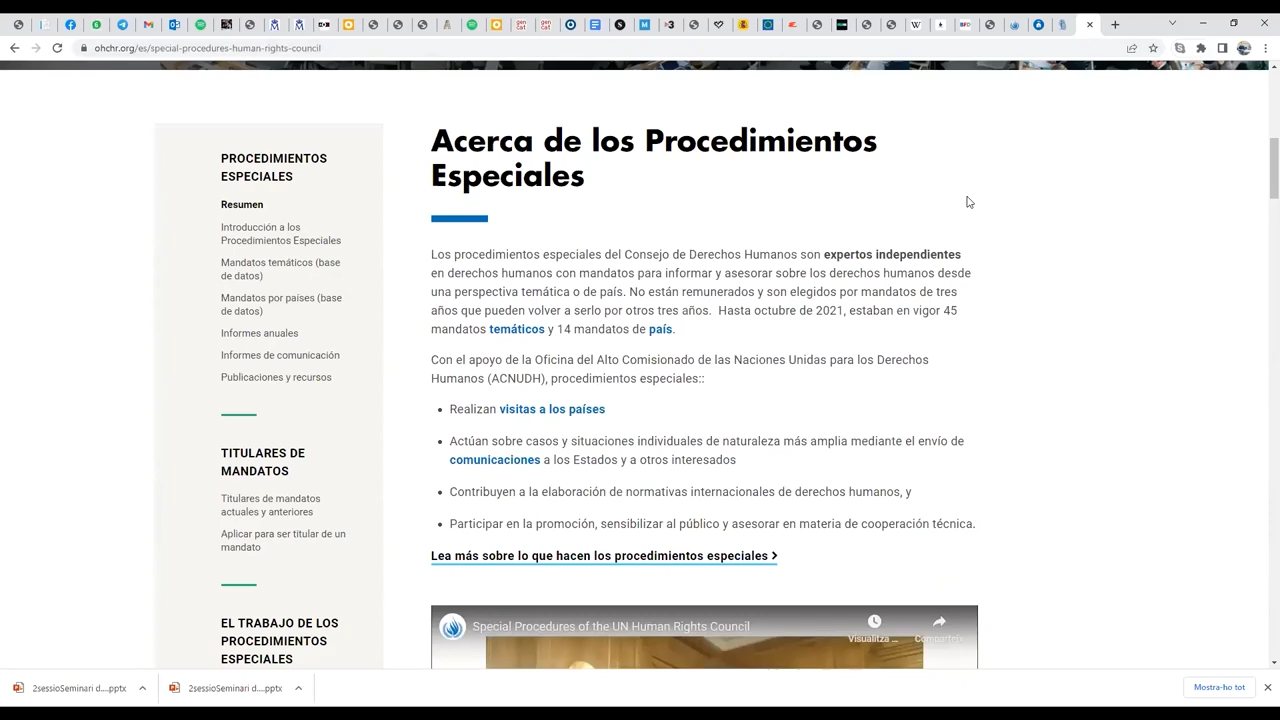 ohchr.org/es/special-procedures-human-rights-council
PROCEDIMIENTOS
ESPECIALES
Resumen
Introducción a los
Procedimientos Especiales
Mandatos temáticos (base
de datos)
Mandatos por países (base
de datos)
Informes anuales
Informes de comunicación
Publicaciones y recursos
TITULARES DE
MANDATOS
Titulares de mandatos
actuales y anteriores
Aplicar para ser titular de un
mandato
EL TRABAJO DE LOS
PROCEDIMIENTOS
ESPECIALES
Acerca de los Procedimientos
Especiales
Los procedimientos especiales del Consejo de Derechos Humanos son expertos independientes
en derechos humanos con mandatos para informar y asesorar sobre los derechos humanos desde
una perspectiva temática o de país. No están remunerados y son elegidos por mandatos de tres
años que pueden volver a serlo por otros tres años. Hasta octubre de 2021, estaban en vigor 45
mandatos temáticos y 14 mandatos de país.
Con el apoyo de la Oficina del Alto Comisionado de las Naciones Unidas para los Derechos
Humanos (ACNUDH), procedimientos especiales::
• Realizan visitas a los países
• Actúan sobre casos y situaciones individuales de naturaleza más amplia mediante el envío de
comunicaciones a los Estados y a otros interesados
• Contribuyen a la elaboración de normativas internacionales de derechos humanos, y
• Participar en la promoción, sensibilizar al público y asesorar en materia de cooperación técnica.
Lea más sobre lo que hacen los procedimientos especiales >
Special Procedures of the UN Human Rights Council
Visualitza ...
Comparteix
2sessioSeminari d....pptx
2sessioSeminari d....pptx
Mostra-ho tot